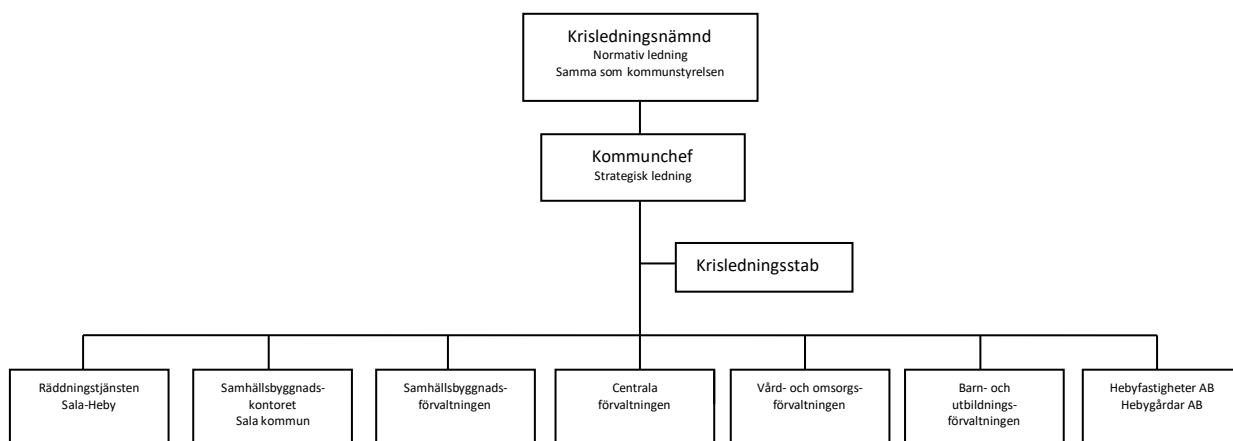 Krisledningsnämnd
Normativ ledning
Samma som kommunstyrelsen
Kommunchef
Strategisk ledning
Krisledningsstab
Räddningstjänsten
Sala-Heby
Samhällsbyggnads-
kontoret
Sala kommun
Samhällsbyggnads-
förvaltningen
Centrala
förvaltningen
Vård- och omsorgs-
förvaltningen
Barn- och
utbildnings-
förvaltningen
Hebyfastigheter AB
Hebygårdar AB